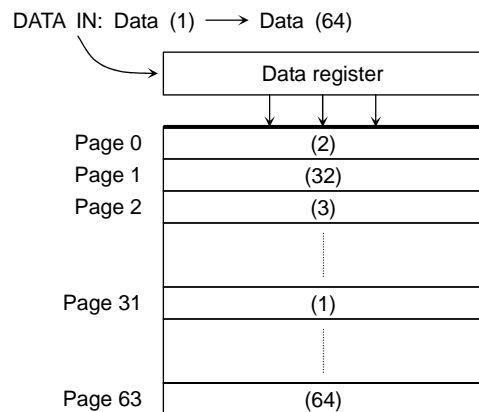 DATA IN: Data (1) → Data (64)
Data register
Page 0 (2)
Page 1 (32)
Page 2 (3)
Page 31 (1)
Page 63 (64)